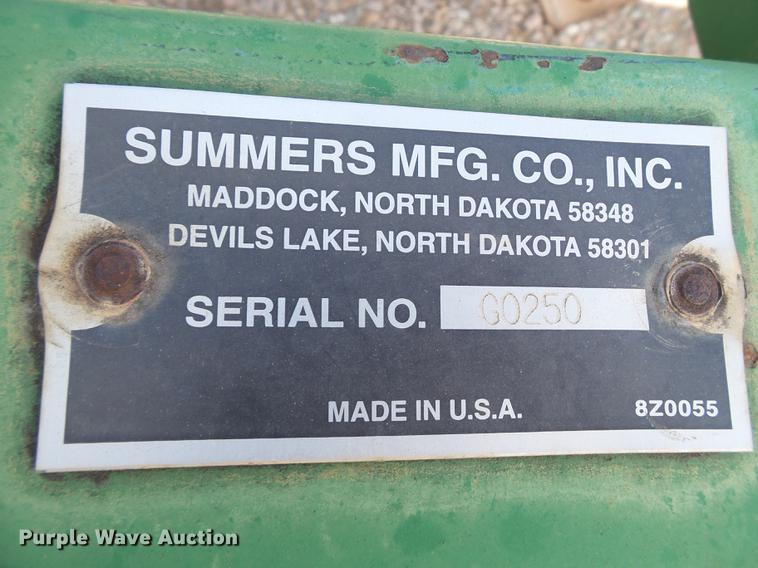 SUMMERS MFG. CO., INC.
MADDOCK, NORTH DAKOTA 58348
DEVILS LAKE, NORTH DAKOTA 58301
SERIAL NO. G0250
MADE IN U.S.A. 8Z0055
Purple Wave Auction